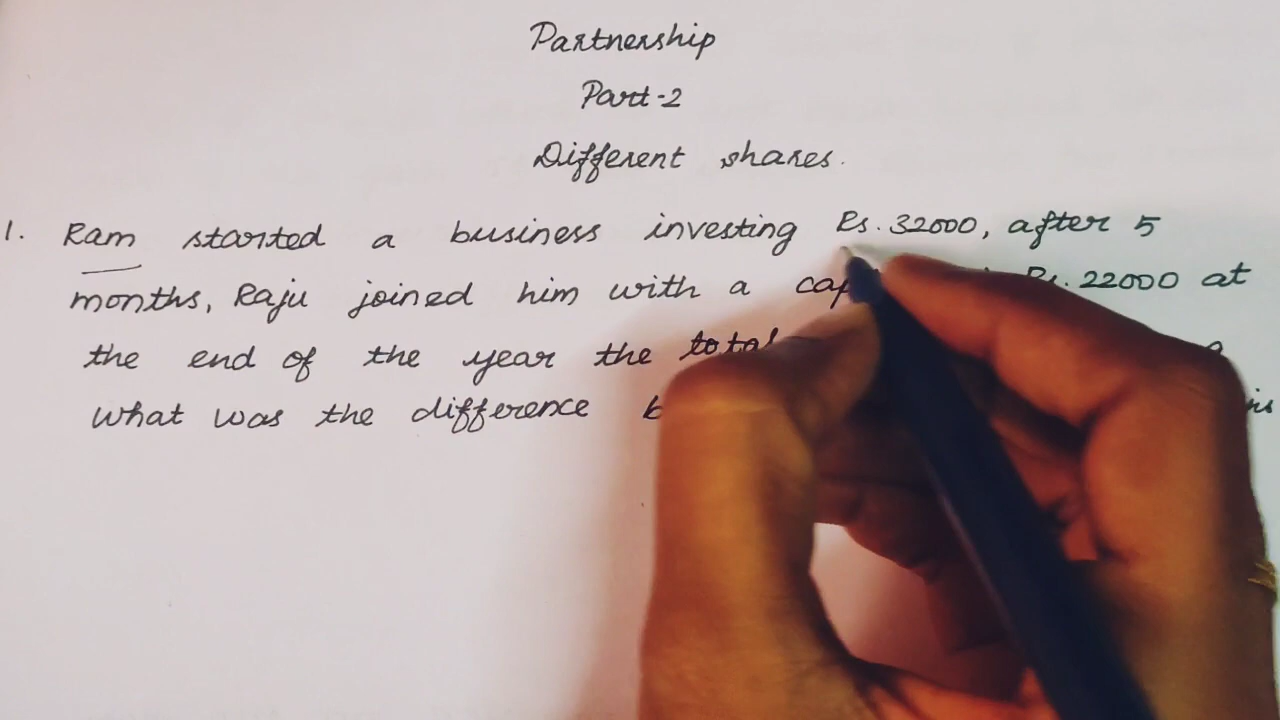 Partnership
Part-2
Different shares.
1. Ram started a business investing Rs. 32000, after 5
months, Raju joined him with a Rs. 22000 at
the end of the year the total
what was the difference